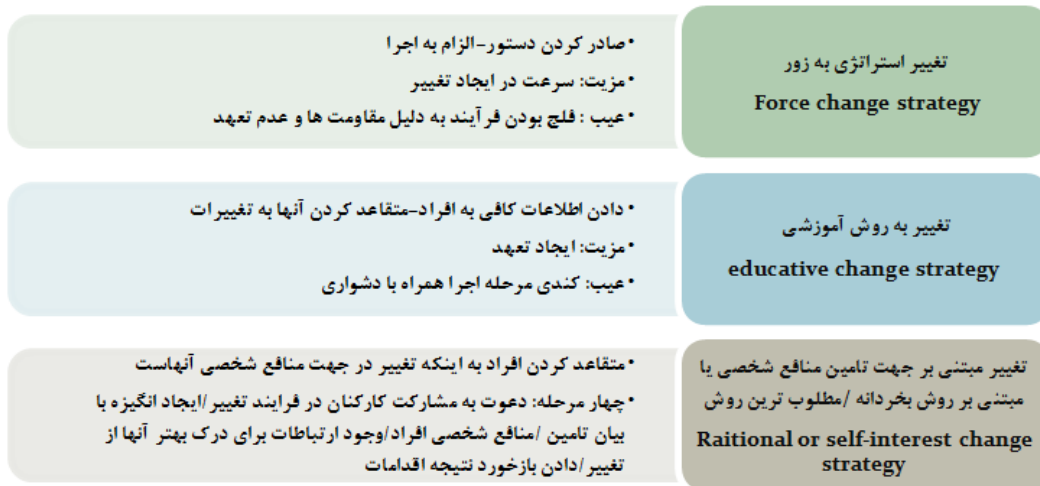 تغییر استراتژی به زور
Force change strategy
•صادر کردن دستور-الزام به اجرا
•مزیت: سرعت در ایجاد تغییر
•عیب : فلج بودن فرآیند به دلیل مقاومت ها و عدم تعهد
تغییر به روش آموزشی
educative change strategy
•دادن اطلاعات کافی به افراد-متقاعد کردن آنها به تغییرات
•مزیت: ایجاد تعهد
•عیب: کندی مرحله اجرا همراه با دشواری
تغییر مبتنی بر جهت تامین منافع شخصی یا
مبتنی بر روش بخردانه /مطلوب ترین روش
Raitional or self-interest change
strategy
•متقاعد کردن افراد به اینکه تغییر در جهت منافع شخصی آنهاست
•چهار مرحله: دعوت به مشارکت کارکنان در فرایند تغییر/ایجاد انگیزه با
بیان تامین /منافع شخصی افراد/وجود ارتباطات برای درک بهتر آنها از
تغییر/دادن بازخورد نتیجه اقدامات